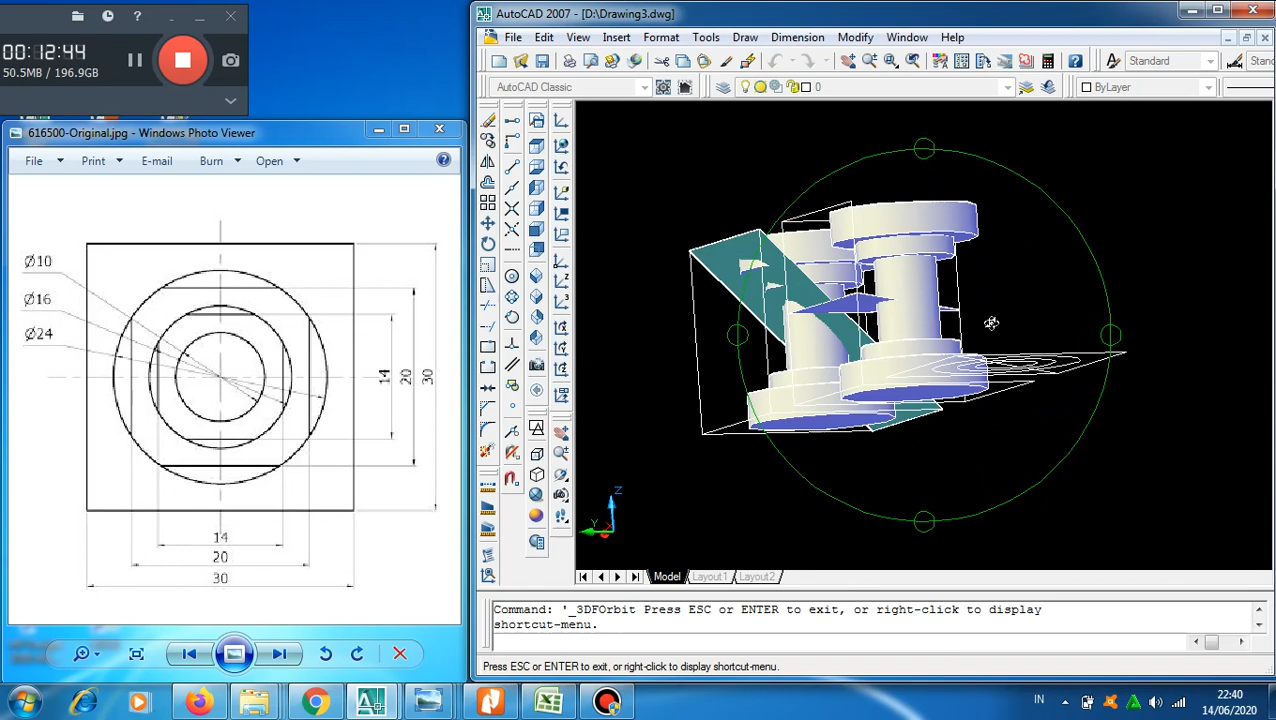 00:12:44
50.5MB / 196.9GB
616500-Original.jpg - Windows Photo Viewer
File Print E-mail Burn Open
Ø10
Ø16
Ø24
14
20
30
14
20
30
AutoCAD 2007 - [D:\Drawing3.dwg]
File Edit View Insert Format Tools Draw Dimension Modify Window Help
Standard
Standard
AutoCAD Classic
0
ByLayer
Z
Y
X
Model Layout1 Layout2
Command: '_3DFOrbit Press ESC or ENTER to exit, or right-click to display
shortcut-menu.
Press ESC or ENTER to exit, or right-click to display shortcut-menu.
IN
22:40
14/06/2020